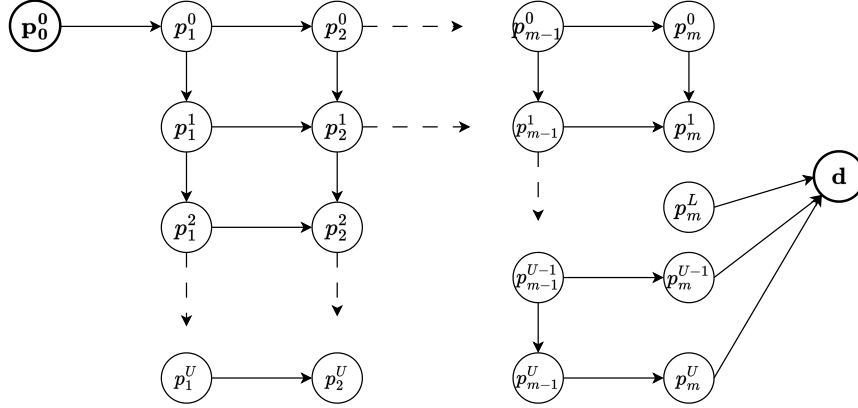 p_0^0 p_1^0 p_2^0 p_{m-1}^0 p_m^0
p_1^1 p_2^1 p_{m-1}^1 p_m^1
d
p_m^L
p_1^2 p_2^2
p_{m-1}^{U-1} p_m^{U-1}
p_1^U p_2^U p_{m-1}^U p_m^U